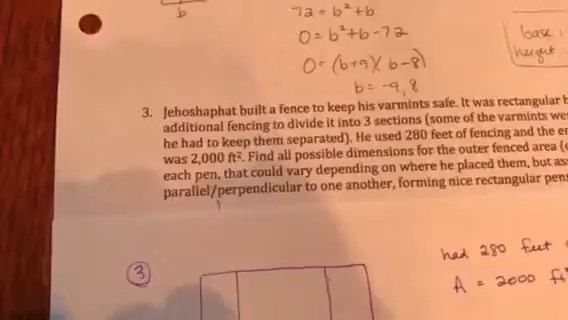 b
72 = b² + b
0 = b² + b - 72
0 = (b+9)(b-8)
b = -9, 8
base :
height
3. Jehoshaphat built a fence to keep his varmints safe. It was rectangular
additional fencing to divide it into 3 sections (some of the varmints
he had to keep them separated). He used 280 feet of fencing and the
was 2,000 ft². Find all possible dimensions for the outer fenced area
each pen, that could vary depending on where he placed them, but
parallel/perpendicular to one another, forming nice rectangular
3
had 280 feet
A = 2000